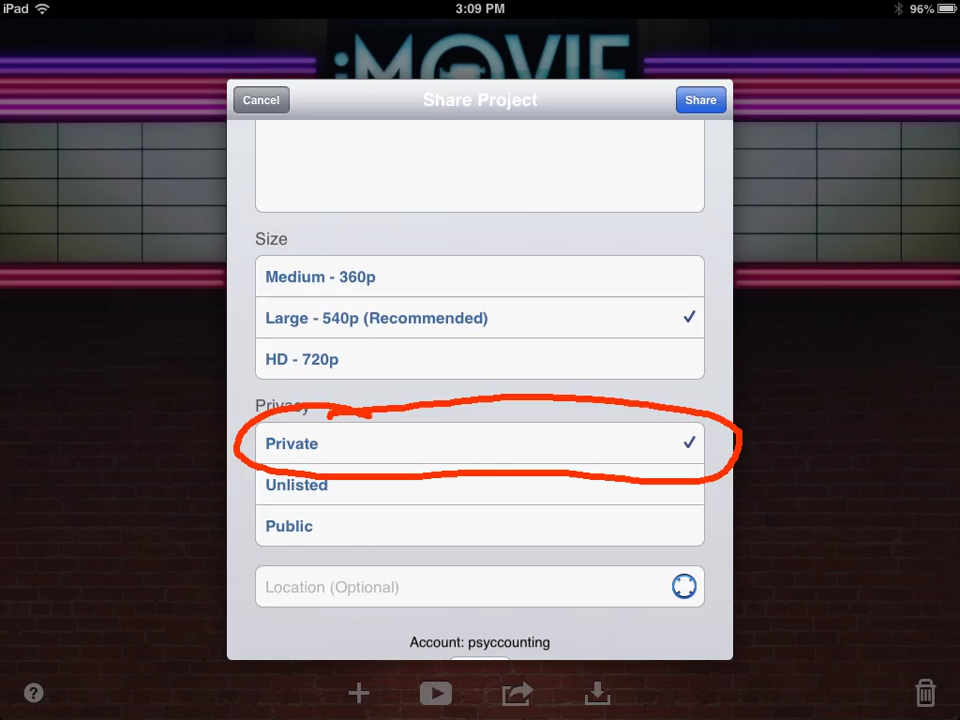 iPad 3:09 PM 96%
iMOVIE
Cancel Share Project Share
Size
Medium - 360p
Large - 540p (Recommended)
HD - 720p
Privacy
Private
Unlisted
Public
Location (Optional)
Account: psyccounting
?